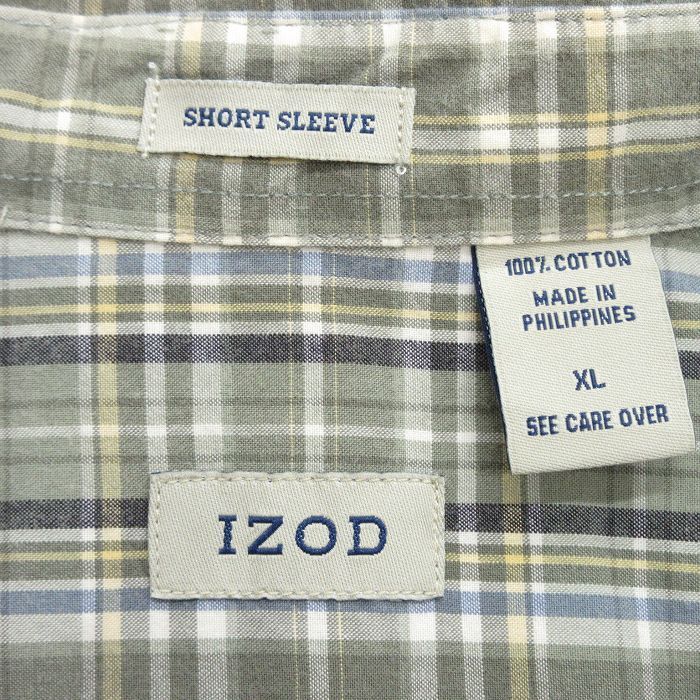 SHORT SLEEVE
100% COTTON
MADE IN
PHILIPPINES
XL
SEE CARE OVER
IZOD